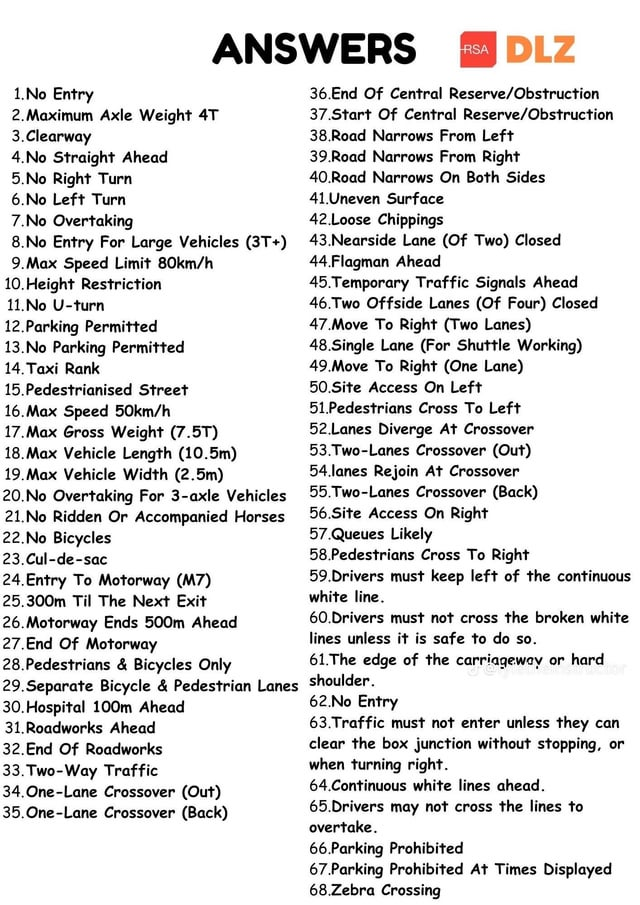 ANSWERS RSA DLZ
1.No Entry
2.Maximum Axle Weight 4T
3.Clearway
4.No Straight Ahead
5.No Right Turn
6.No Left Turn
7.No Overtaking
8.No Entry For Large Vehicles (3T+)
9.Max Speed Limit 80km/h
10.Height Restriction
11.No U-turn
12.Parking Permitted
13.No Parking Permitted
14.Taxi Rank
15.Pedestrianised Street
16.Max Speed 50km/h
17.Max Gross Weight (7.5T)
18.Max Vehicle Length (10.5m)
19.Max Vehicle Width (2.5m)
20.No Overtaking For 3-axle Vehicles
21.No Ridden Or Accompanied Horses
22.No Bicycles
23.Cul-de-sac
24.Entry To Motorway (M7)
25.300m Til The Next Exit
26.Motorway Ends 500m Ahead
27.End Of Motorway
28.Pedestrians & Bicycles Only
29.Separate Bicycle & Pedestrian Lanes
30.Hospital 100m Ahead
31.Roadworks Ahead
32.End Of Roadworks
33.Two-Way Traffic
34.One-Lane Crossover (Out)
35.One-Lane Crossover (Back)
36.End Of Central Reserve/Obstruction
37.Start Of Central Reserve/Obstruction
38.Road Narrows From Left
39.Road Narrows From Right
40.Road Narrows On Both Sides
41.Uneven Surface
42.Loose Chippings
43.Nearside Lane (Of Two) Closed
44.Flagman Ahead
45.Temporary Traffic Signals Ahead
46.Two Offside Lanes (Of Four) Closed
47.Move To Right (Two Lanes)
48.Single Lane (For Shuttle Working)
49.Move To Right (One Lane)
50.Site Access On Left
51.Pedestrians Cross To Left
52.Lanes Diverge At Crossover
53.Two-Lanes Crossover (Out)
54.lanes Rejoin At Crossover
55.Two-Lanes Crossover (Back)
56.Site Access On Right
57.Queues Likely
58.Pedestrians Cross To Right
59.Drivers must keep left of the continuous
white line.
60.Drivers must not cross the broken white
lines unless it is safe to do so.
61.The edge of the carriageway or hard
shoulder.
62.No Entry
63.Traffic must not enter unless they can
clear the box junction without stopping, or
when turning right.
64.Continuous white lines ahead.
65.Drivers may not cross the lines to
overtake.
66.Parking Prohibited
67.Parking Prohibited At Times Displayed
68.Zebra Crossing